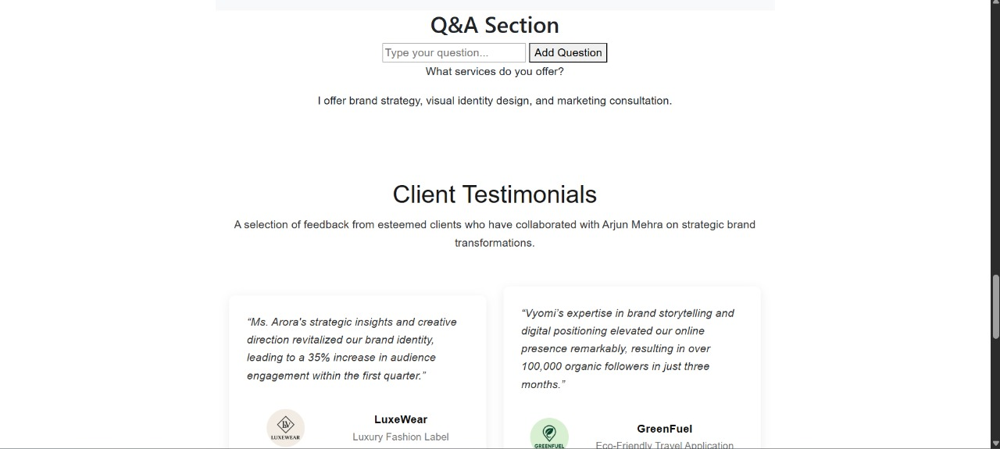 Q&A Section
Type your question... Add Question
What services do you offer?
I offer brand strategy, visual identity design, and marketing consultation.
Client Testimonials
A selection of feedback from esteemed clients who have collaborated with Arjun Mehra on strategic brand
transformations.
“Ms. Arora's strategic insights and creative
direction revitalized our brand identity,
leading to a 35% increase in audience
engagement within the first quarter.”
LV
LUXEWEAR
LuxeWear
Luxury Fashion Label
“Vyomi’s expertise in brand storytelling and
digital positioning elevated our online
presence remarkably, resulting in over
100,000 organic followers in just three
months.”
GREENFUEL
GreenFuel
Eco-Friendly Travel Application